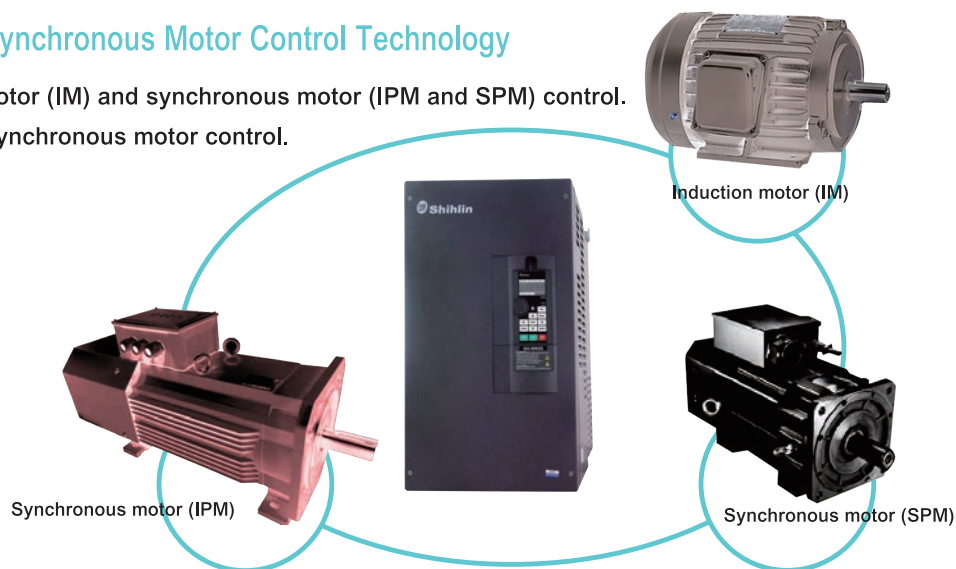 ynchronous Motor Control Technology
otor (IM) and synchronous motor (IPM and SPM) control.
ynchronous motor control.
Induction motor (IM)
Shihlin
Synchronous motor (IPM)
Synchronous motor (SPM)